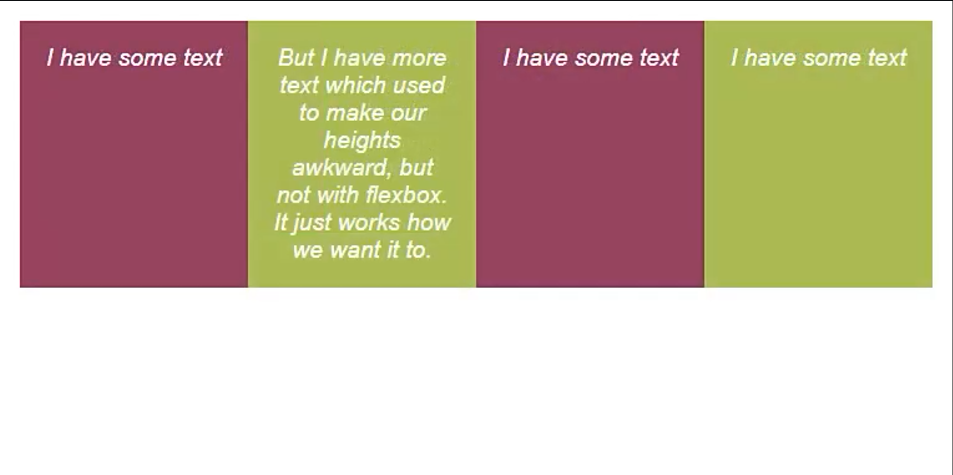 I have some text
But I have more
text which used
to make our
heights
awkward, but
not with flexbox.
It just works how
we want it to.
I have some text
I have some text